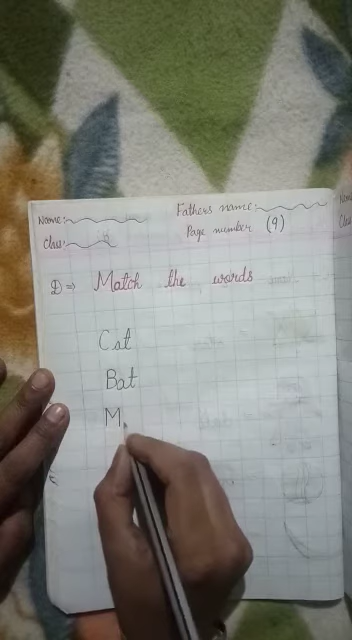 Name:
Fathers name:
Class:
Page number (9)
D⇒ Match the words
Cat
Bat
M